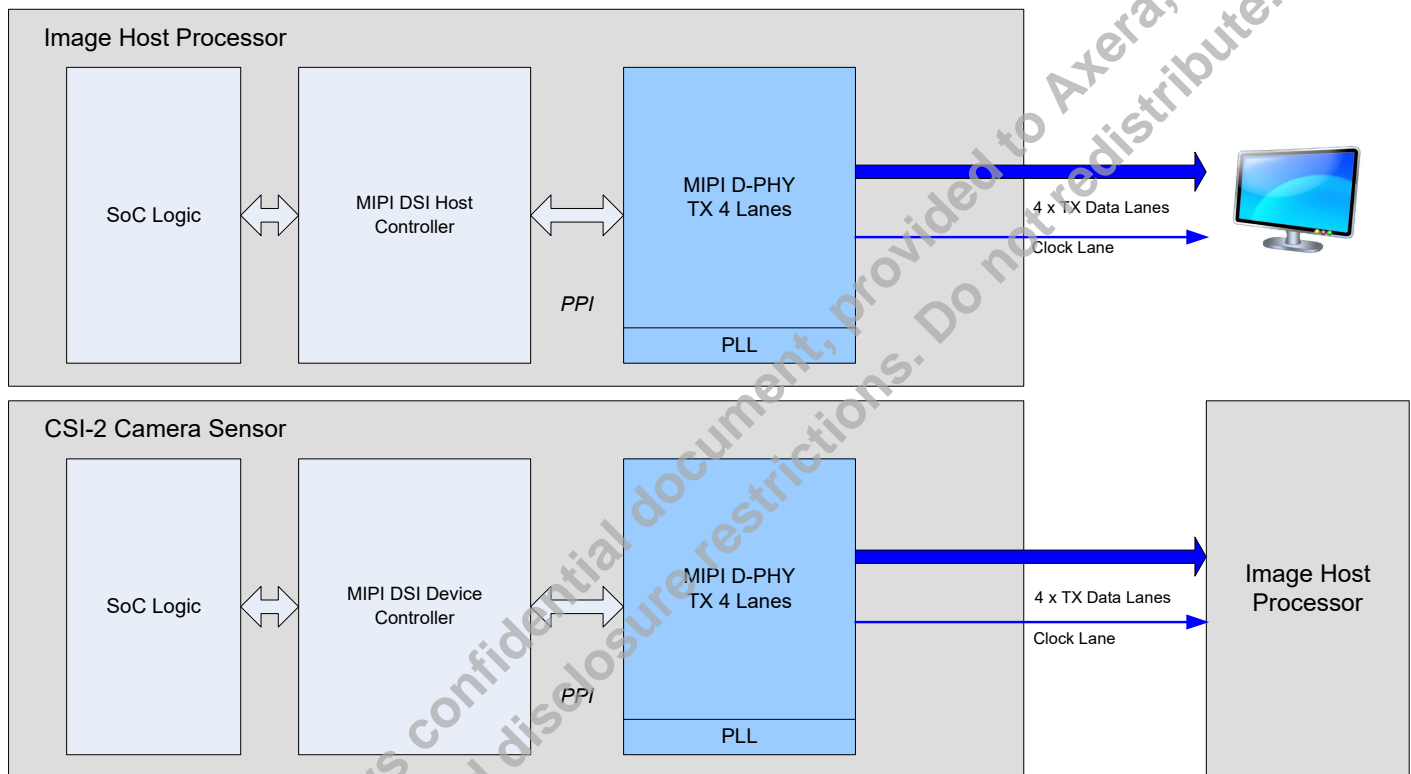 Image Host Processor
SoC Logic
MIPI DSI Host
Controller
PPI
MIPI D-PHY
TX 4 Lanes
PLL
4 x TX Data Lanes
Clock Lane
CSI-2 Camera Sensor
SoC Logic
MIPI DSI Device
Controller
PPI
MIPI D-PHY
TX 4 Lanes
PLL
4 x TX Data Lanes
Clock Lane
Image Host
Processor
confidential document, provided to Axera,
disclosure restrictions. Do not redistribute.